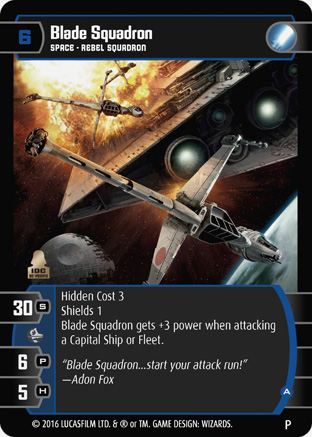 6
Blade Squadron
SPACE • REBEL SQUADRON
IDC
30 S
Hidden Cost 3
Shields 1
Blade Squadron gets +3 power when attacking
a Capital Ship or Fleet.
6 P
"Blade Squadron...start your attack run!"
—Adon Fox
5 H
A
© 2016 LUCASFILM LTD. & ® or TM. GAME DESIGN: WIZARDS.
P